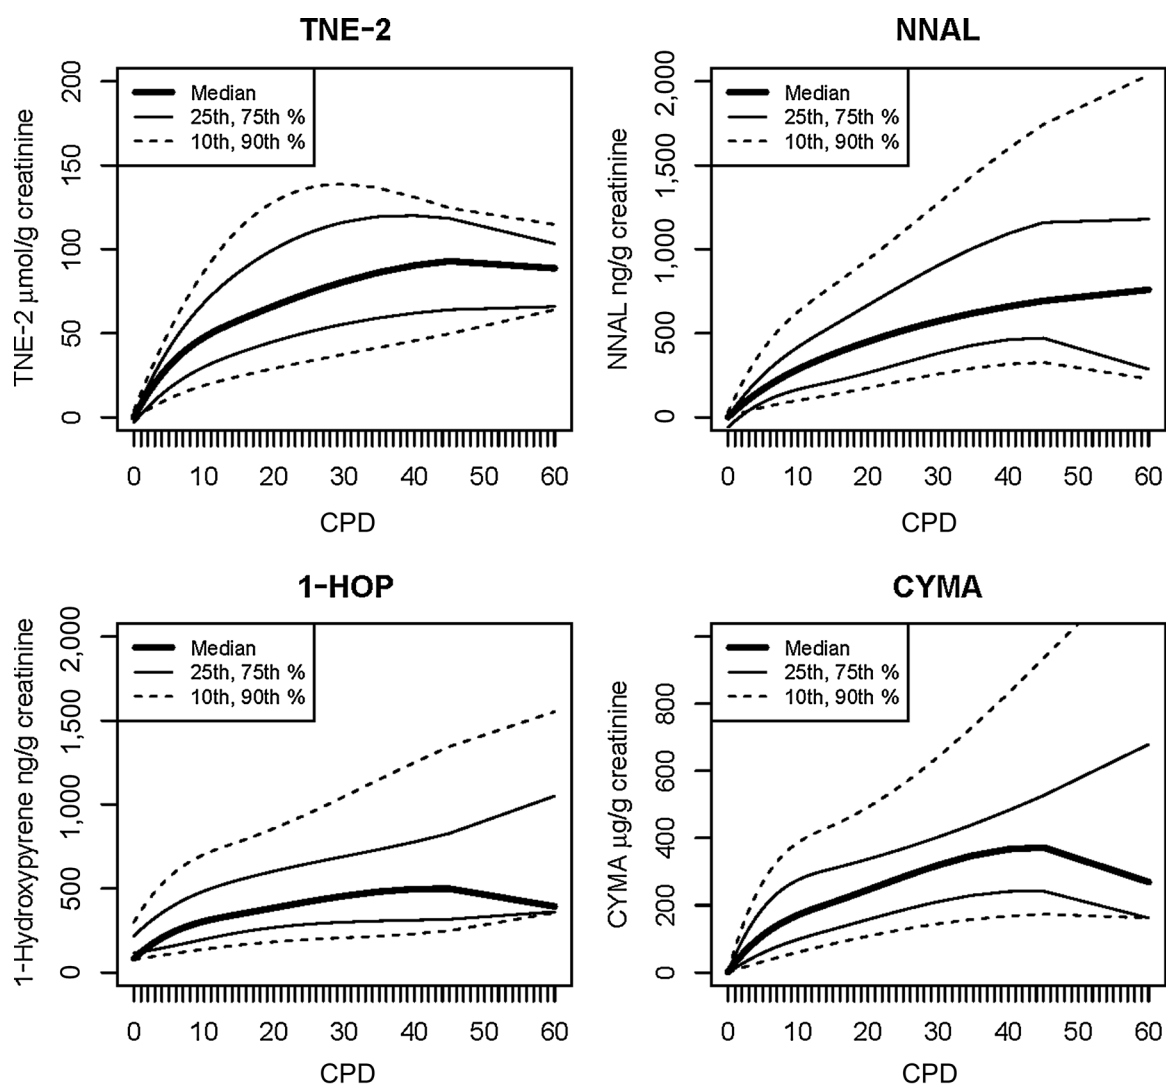 TNE-2
Median
25th, 75th %
10th, 90th %
TNE-2 µmol/g creatinine
200
150
100
50
0
0 10 20 30 40 50 60
CPD
NNAL
Median
25th, 75th %
10th, 90th %
NNAL ng/g creatinine
2,000
1,500
1,000
500
0
0 10 20 30 40 50 60
CPD
1-HOP
Median
25th, 75th %
10th, 90th %
1-Hydroxypyrene ng/g creatinine
2,000
1,500
1,000
500
0
0 10 20 30 40 50 60
CPD
CYMA
Median
25th, 75th %
10th, 90th %
CYMA µg/g creatinine
800
600
400
200
0
0 10 20 30 40 50 60
CPD